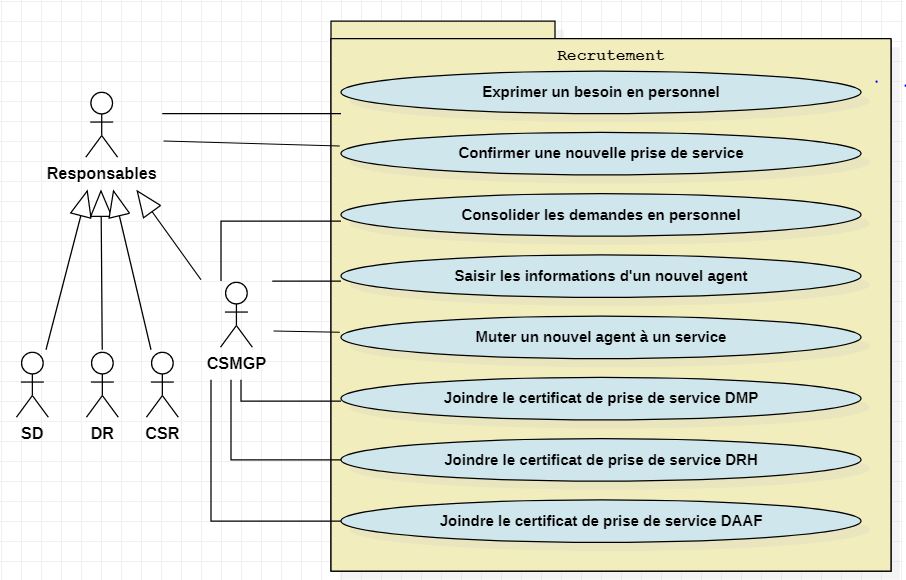 Recrutement
Exprimer un besoin en personnel
Confirmer une nouvelle prise de service
Responsables
Consolider les demandes en personnel
Saisir les informations d'un nouvel agent
Muter un nouvel agent à un service
CSMGP
Joindre le certificat de prise de service DMP
SD
DR
CSR
Joindre le certificat de prise de service DRH
Joindre le certificat de prise de service DAAF